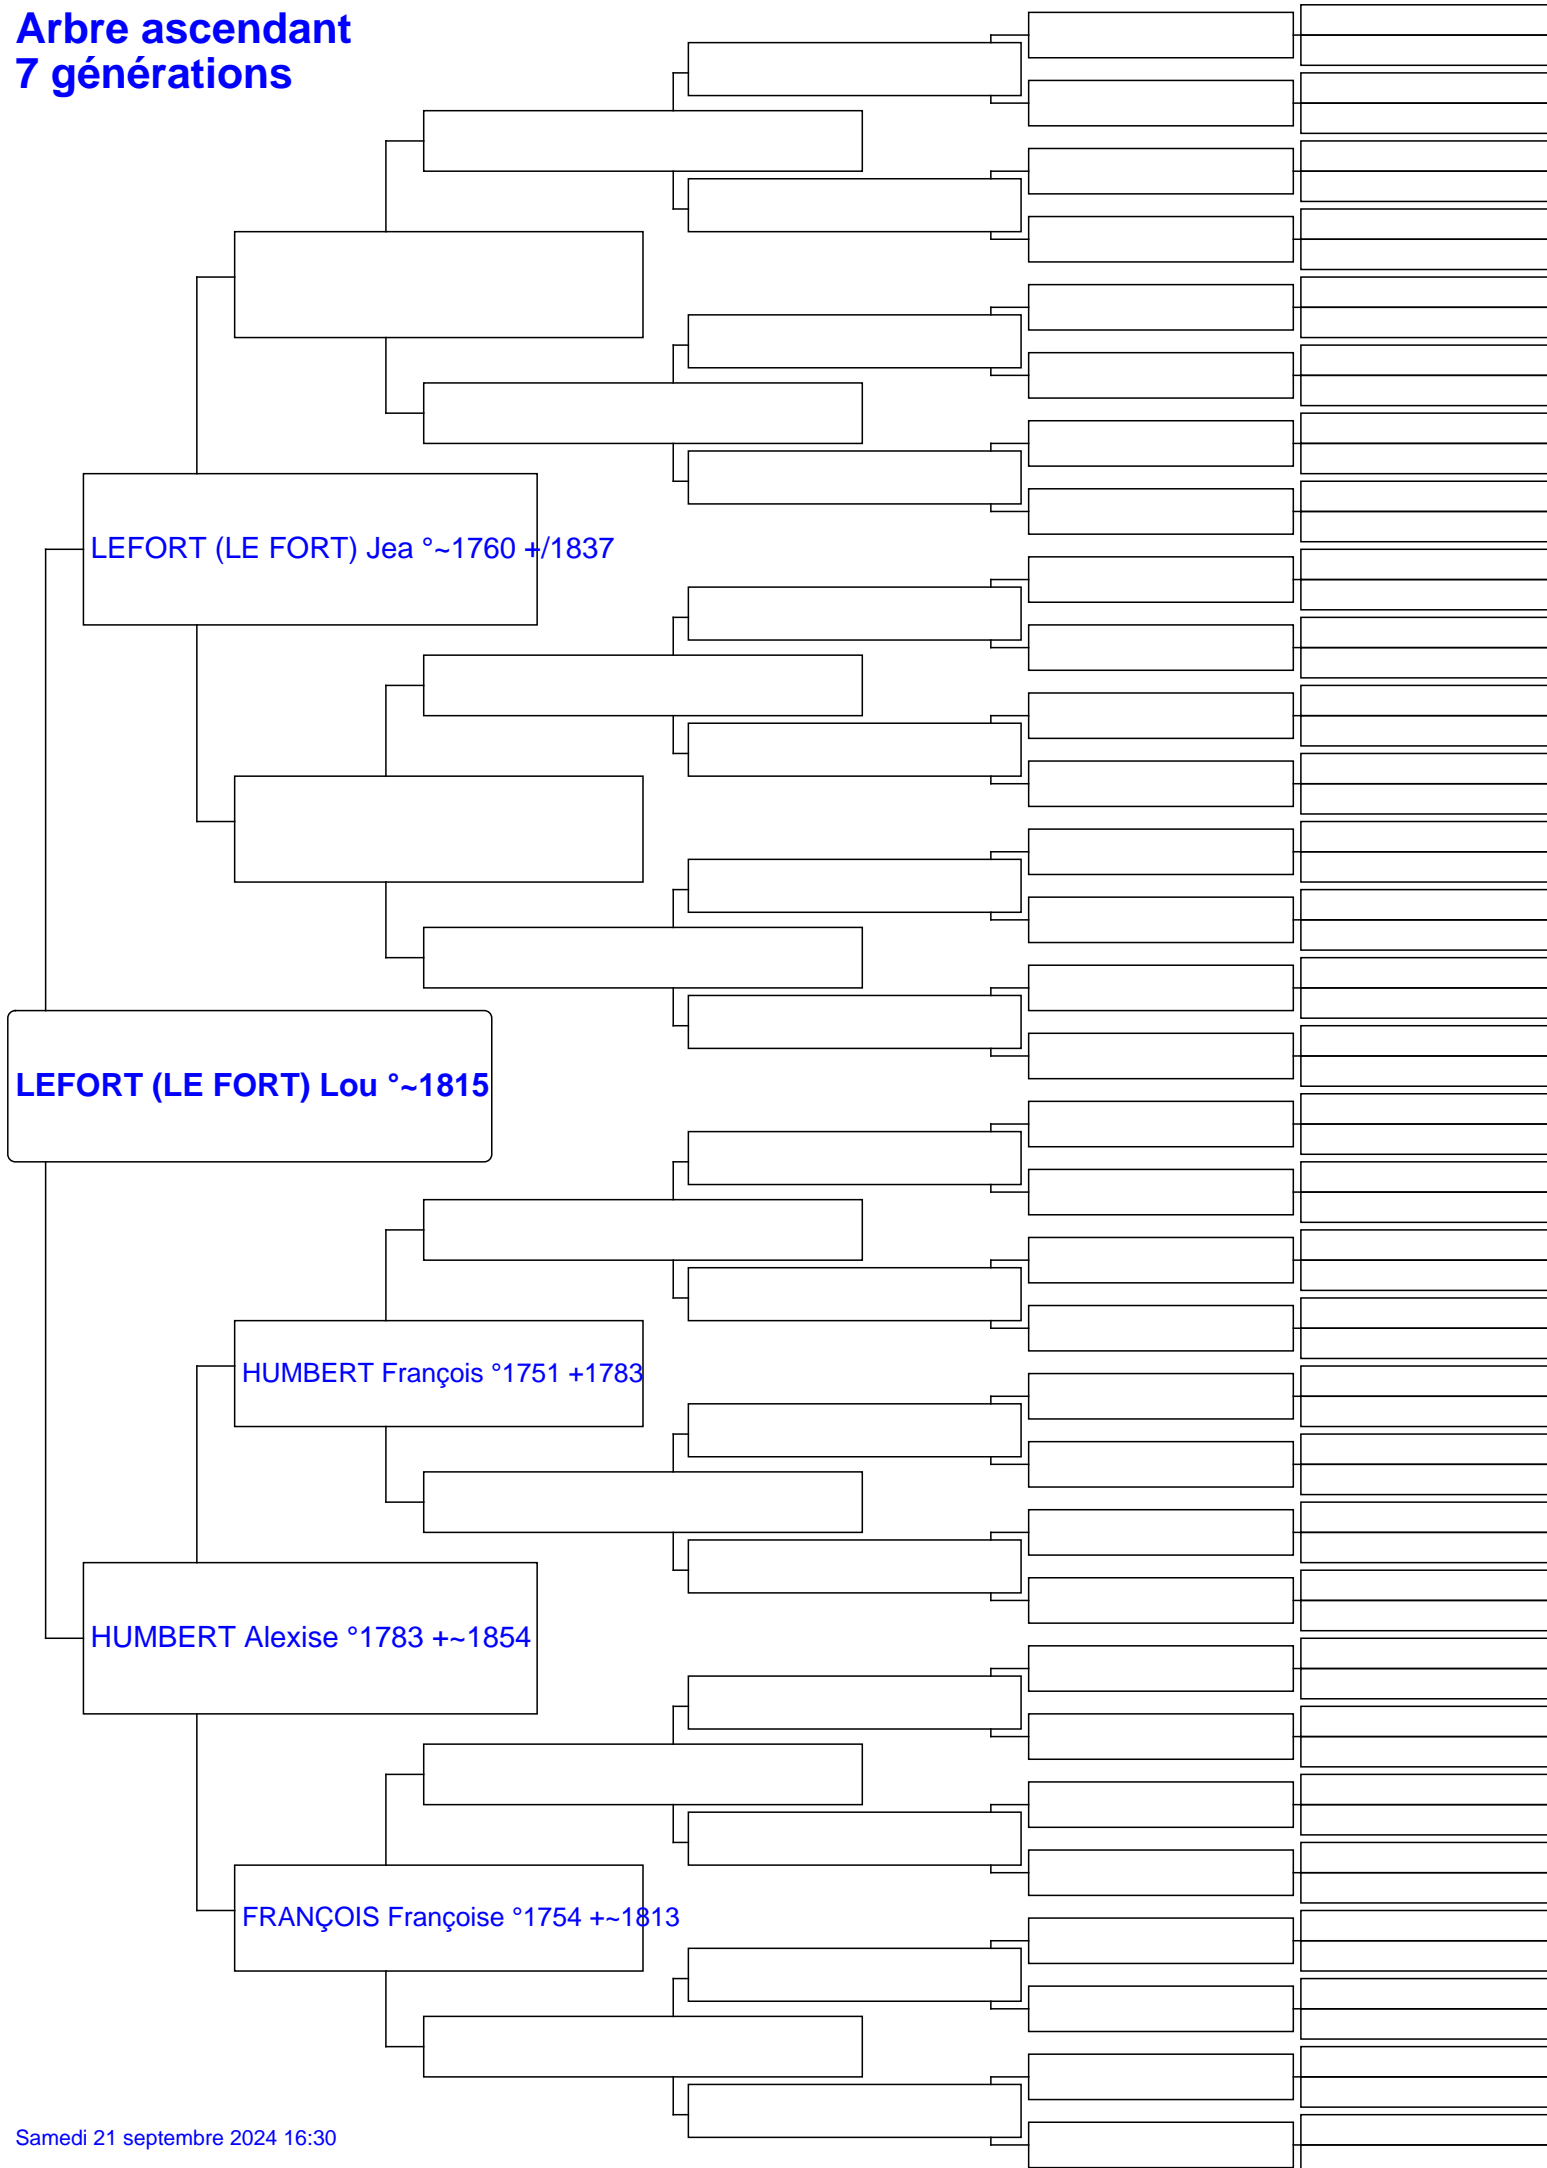 Arbre ascendant
7 générations
LEFORT (LE FORT) Jea °~1760 +/1837
LEFORT (LE FORT) Lou °~1815
HUMBERT François °1751 +1783
HUMBERT Alexise °1783 +~1854
FRANÇOIS Françoise °1754 +~1813
Samedi 21 septembre 2024 16:30